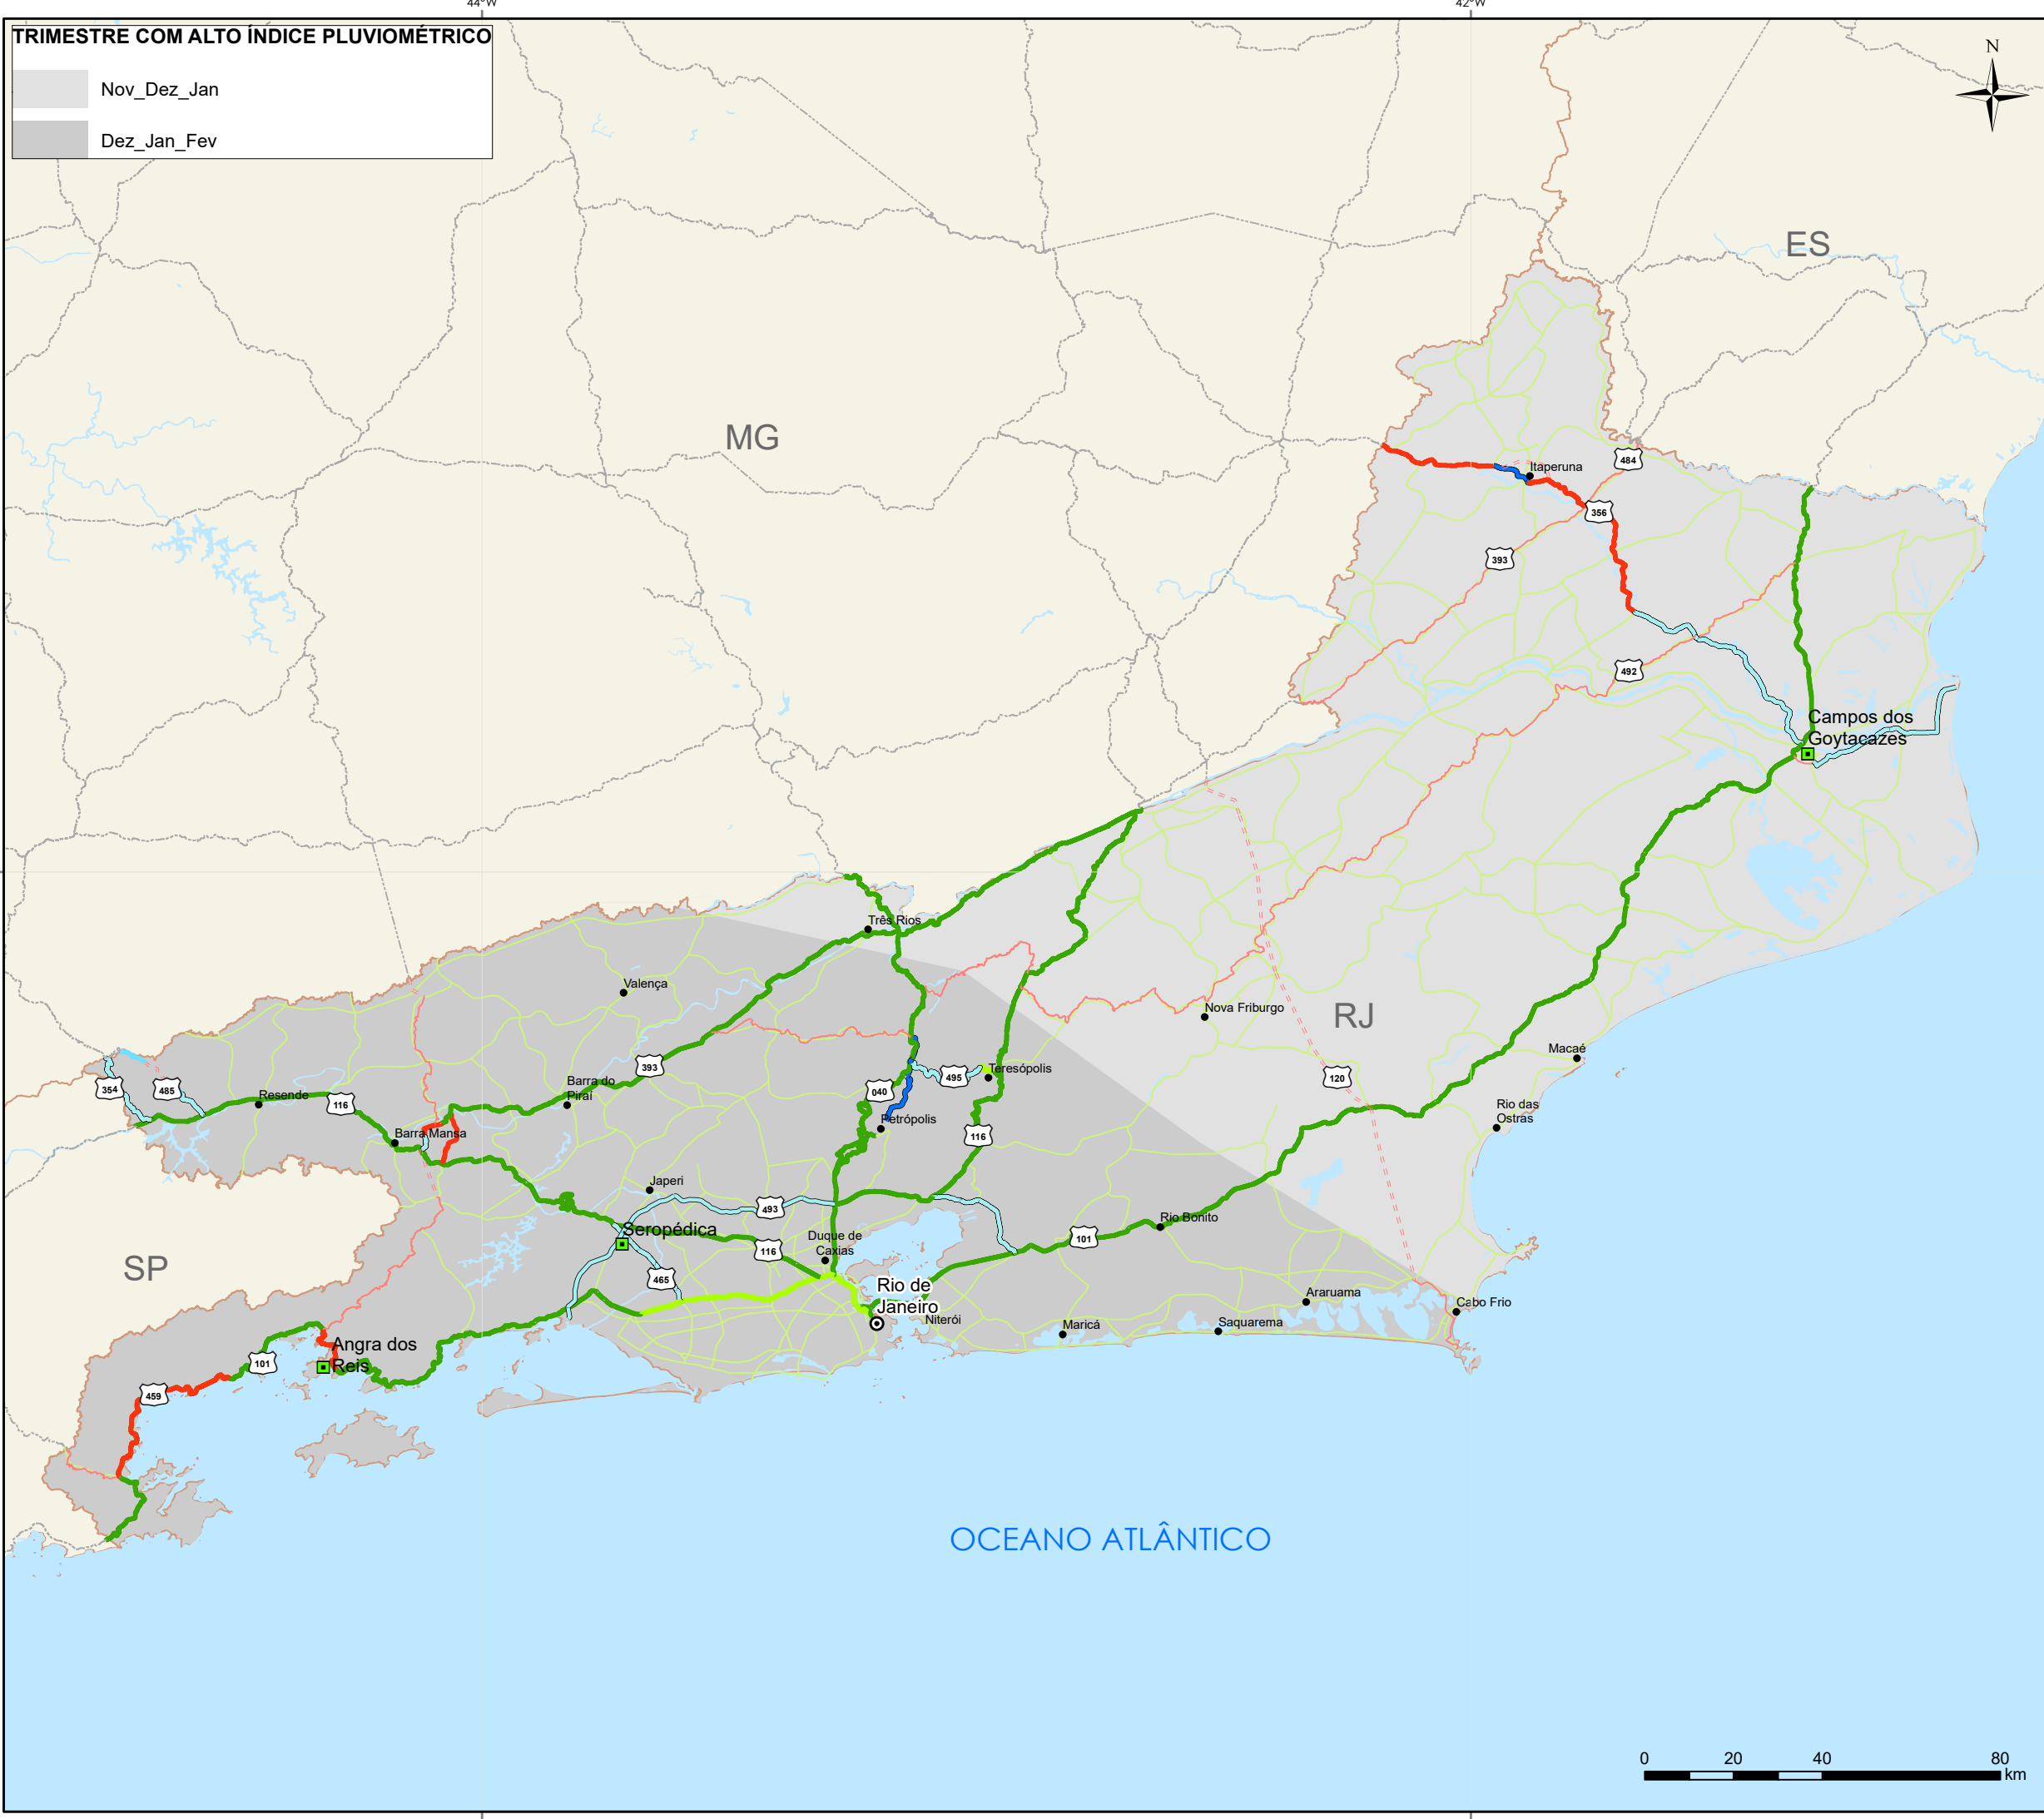 44°W
42°W
TRIMESTRE COM ALTO ÍNDICE PLUVIOMÉTRICO
Nov_Dez_Jan
Dez_Jan_Fev
N
ES
MG
Itaperuna
484
356
393
492
Campos dos
Goytacazes
Três Rios
Valença
Nova Friburgo
RJ
Macaé
393
120
354
485
Resende
116
Barra do
Piraí
040
495
Teresópolis
Rio das
Ostras
Barra Mansa
Petrópolis
116
Japeri
493
Seropédica
116
Duque de
Caxias
101
Rio Bonito
SP
465
Rio de
Janeiro
Niterói
Maricá
Saquarema
Araruama
Cabo Frio
Angra dos
Reis
101
459
OCEANO ATLÂNTICO
0 20 40 80
km